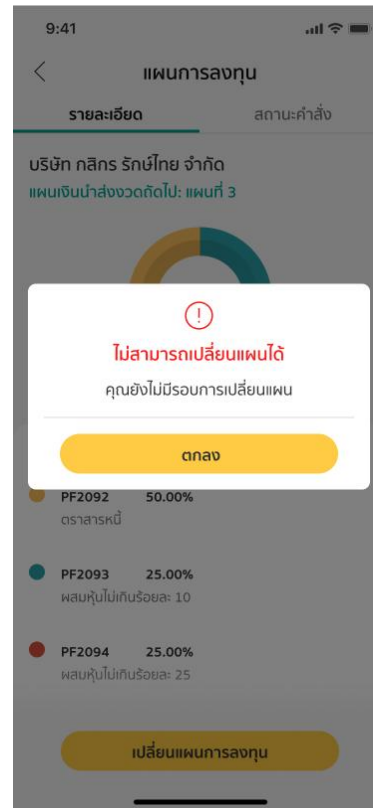 9:41
แผนการลงทุน
รายละเอียด
สถานะคำสั่ง
บริษัท กสิกร รักษ์ไทย จำกัด
แผนเงินนำส่งงวดถัดไป: แผนที่ 3
ไม่สามารถเปลี่ยนแผนได้
คุณยังไม่มีรอบการเปลี่ยนแผน
ตกลง
PF2092 50.00%
ตราสารหนี้
PF2093 25.00%
ผสมหุ้นไม่เกินร้อยละ 10
PF2094 25.00%
ผสมหุ้นไม่เกินร้อยละ 25
เปลี่ยนแผนการลงทุน